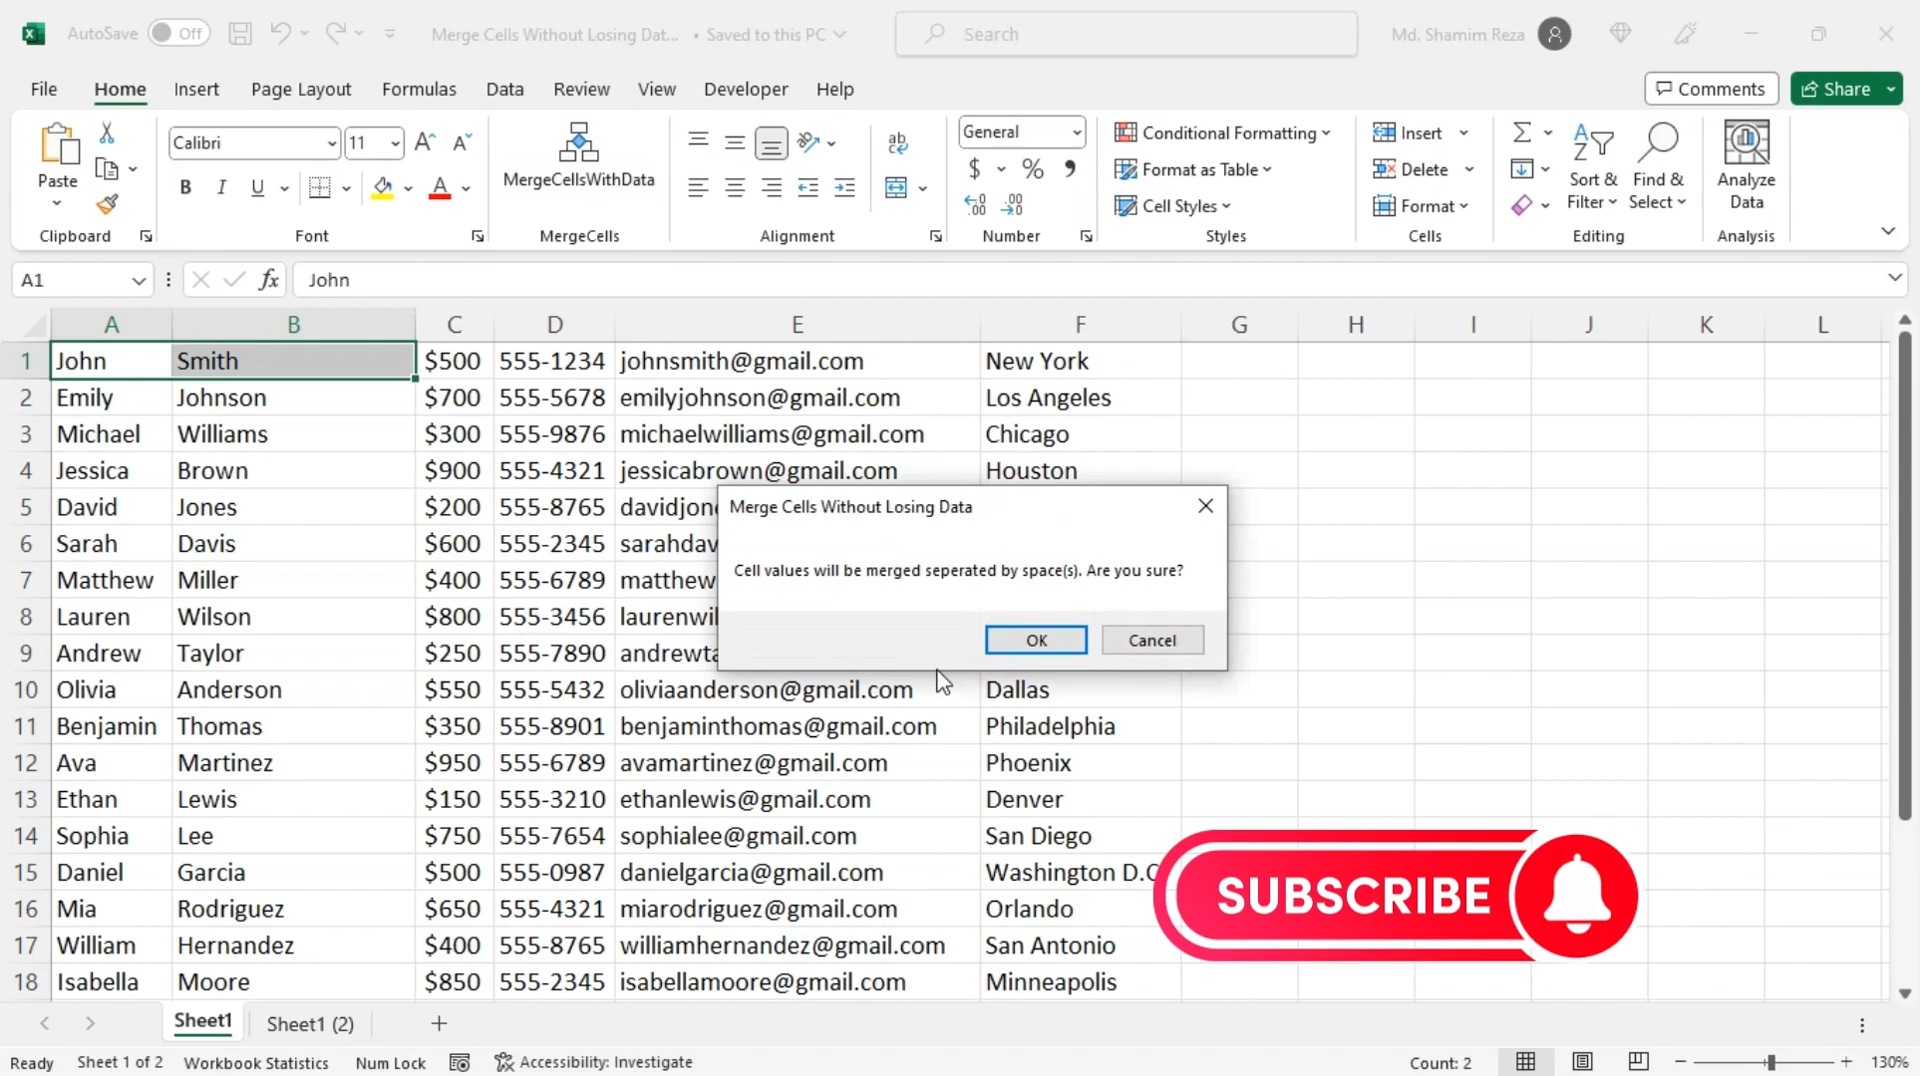 AutoSave Off Merge Cells Without Losing Dat... • Saved to this PC Search Md. Shamim Reza
File Home Insert Page Layout Formulas Data Review View Developer Help Comments Share
Paste
Clipboard
Calibri 11
B I U A
Font
MergeCellsWithData
MergeCells
ab
Alignment
General
$ % ,
Number
Conditional Formatting
Format as Table
Cell Styles
Styles
Insert
Delete
Format
Cells
Sort & Filter
Find & Select
Editing
Analyze Data
Analysis
A1 fx John
A B C D E F G H I J K L
1 John Smith $500 555-1234 johnsmith@gmail.com New York
2 Emily Johnson $700 555-5678 emilyjohnson@gmail.com Los Angeles
3 Michael Williams $300 555-9876 michaelwilliams@gmail.com Chicago
4 Jessica Brown $900 555-4321 jessicabrown@gmail.com Houston
5 David Jones $200 555-8765 davidjone
6 Sarah Davis $600 555-2345 sarahdav
7 Matthew Miller $400 555-6789 matthew
8 Lauren Wilson $800 555-3456 laurenwil
9 Andrew Taylor $250 555-7890 andrewta
10 Olivia Anderson $550 555-5432 oliviaanderson@gmail.com Dallas
11 Benjamin Thomas $350 555-8901 benjaminthomas@gmail.com Philadelphia
12 Ava Martinez $950 555-6789 avamartinez@gmail.com Phoenix
13 Ethan Lewis $150 555-3210 ethanlewis@gmail.com Denver
14 Sophia Lee $750 555-7654 sophialee@gmail.com San Diego
15 Daniel Garcia $500 555-0987 danielgarcia@gmail.com Washington D.C
16 Mia Rodriguez $650 555-4321 miarodriguez@gmail.com Orlando
17 William Hernandez $400 555-8765 williamhernandez@gmail.com San Antonio
18 Isabella Moore $850 555-2345 isabellamoore@gmail.com Minneapolis
Merge Cells Without Losing Data
Cell values will be merged seperated by space(s). Are you sure?
OK Cancel
SUBSCRIBE
Sheet1 Sheet1 (2)
Ready Sheet 1 of 2 Workbook Statistics Num Lock Accessibility: Investigate Count: 2 130%